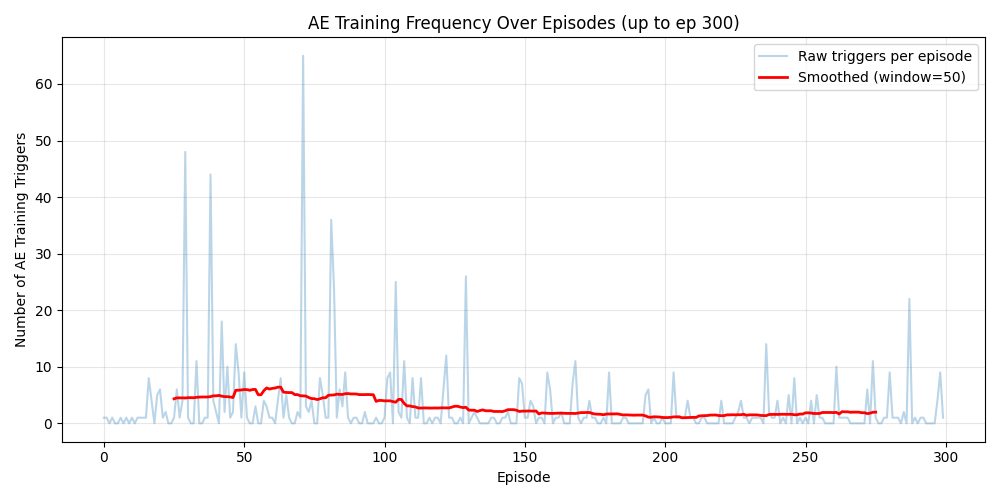 AE Training Frequency Over Episodes (up to ep 300)
Raw triggers per episode
Smoothed (window=50)
Number of AE Training Triggers
60
50
40
30
20
10
0
0 50 100 150 200 250 300
Episode